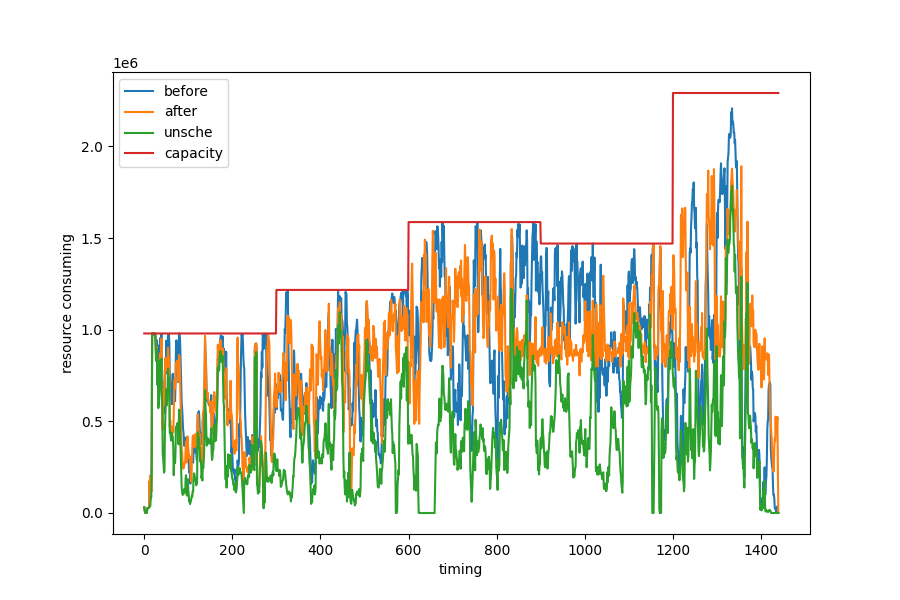 1e6
before
after
unsche
capacity
2.0
1.5
1.0
0.5
0.0
resource consuming
0 200 400 600 800 1000 1200 1400
timing